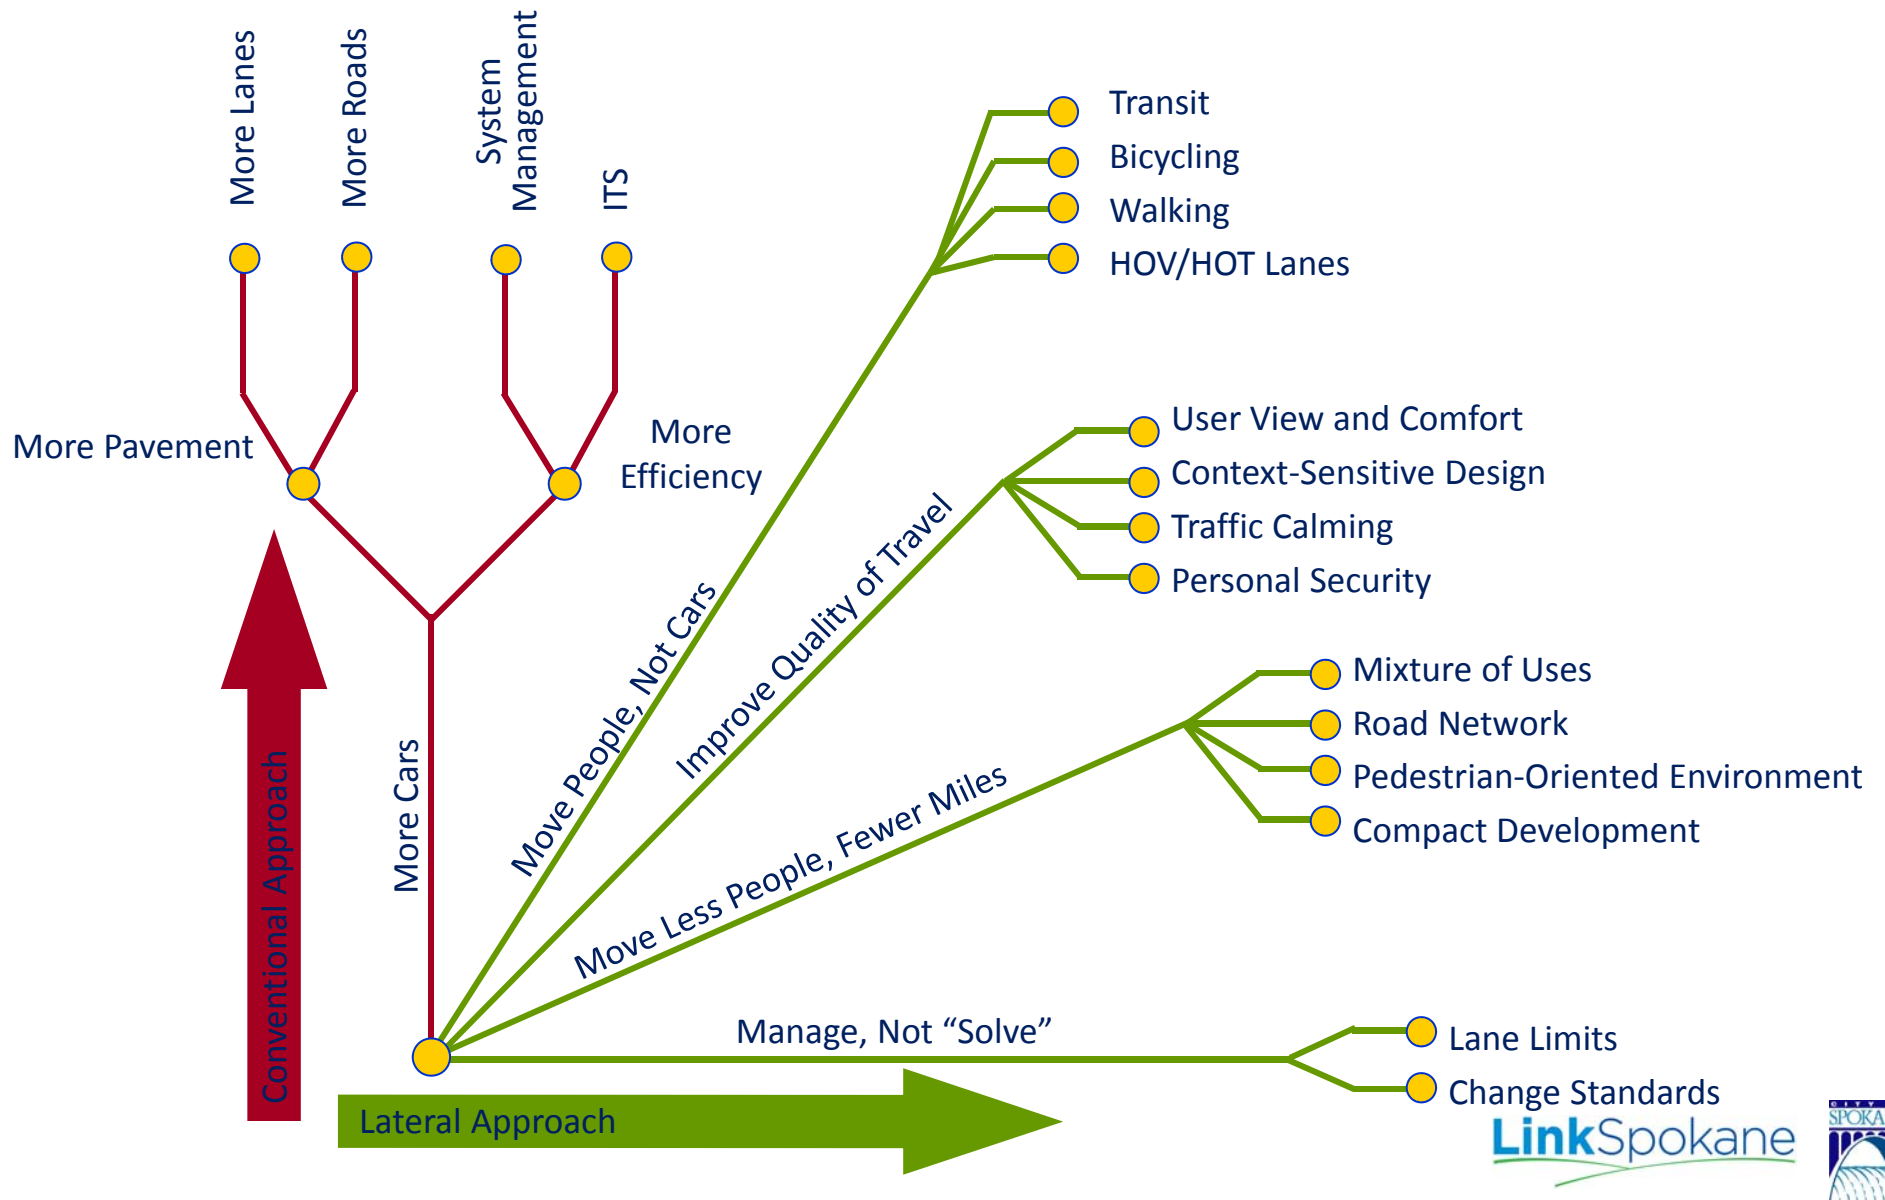 More Lanes
More Roads
System
Management
ITS
More Pavement
More
Efficiency
More Cars
Conventional Approach
Move People, Not Cars
Transit
Bicycling
Walking
HOV/HOT Lanes
Improve Quality of Travel
User View and Comfort
Context-Sensitive Design
Traffic Calming
Personal Security
Move Less People, Fewer Miles
Mixture of Uses
Road Network
Pedestrian-Oriented Environment
Compact Development
Manage, Not “Solve”
Lane Limits
Change Standards
Lateral Approach
LinkSpokane
CITY
SPOKA